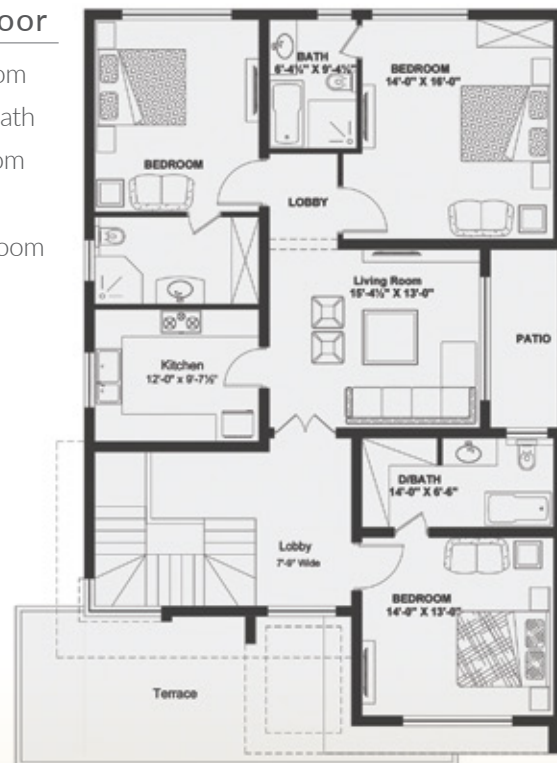 oor
om
ath
om
oom
BATH
6'-4½" X 9'-4½"
BEDROOM
14'-0" X 16'-0"
BEDROOM
LOBBY
Living Room
15'-4½" X 13'-0"
PATIO
Kitchen
12'-0" x 9'-7½"
D/BATH
14'-0" X 6'-6"
Lobby
7'-9" Wide
BEDROOM
14'-0" X 13'-0"
Terrace